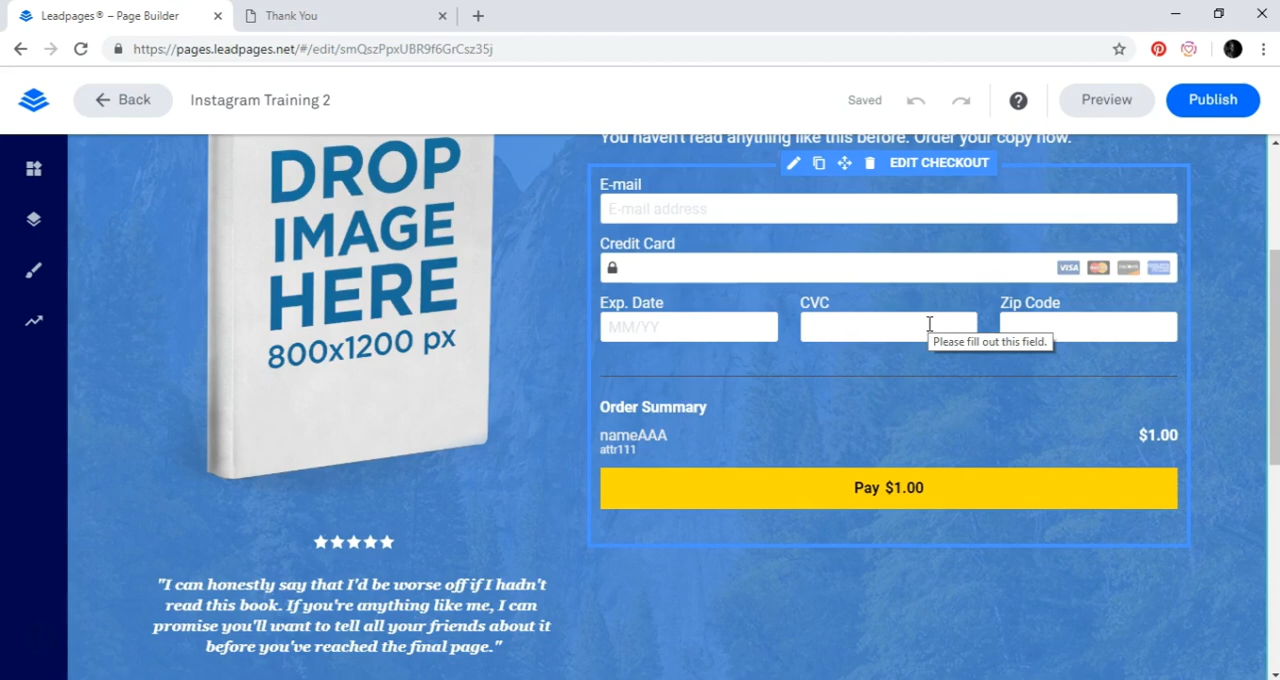 Leadpages® – Page Builder
Thank You
https://pages.leadpages.net/#/edit/smQszPpxUBR9f6GrCsz35j
Back
Instagram Training 2
Saved
Preview
Publish
You haven't read anything like this before. Order your copy now.
EDIT CHECKOUT
DROP
IMAGE
HERE
800x1200 px
E-mail
E-mail address
Credit Card
VISA
Exp. Date
CVC
Zip Code
MM/YY
Please fill out this field.
Order Summary
nameAAA
$1.00
attr111
Pay $1.00
"I can honestly say that I'd be worse off if I hadn't
read this book. If you're anything like me, I can
promise you'll want to tell all your friends about it
before you've reached the final page."